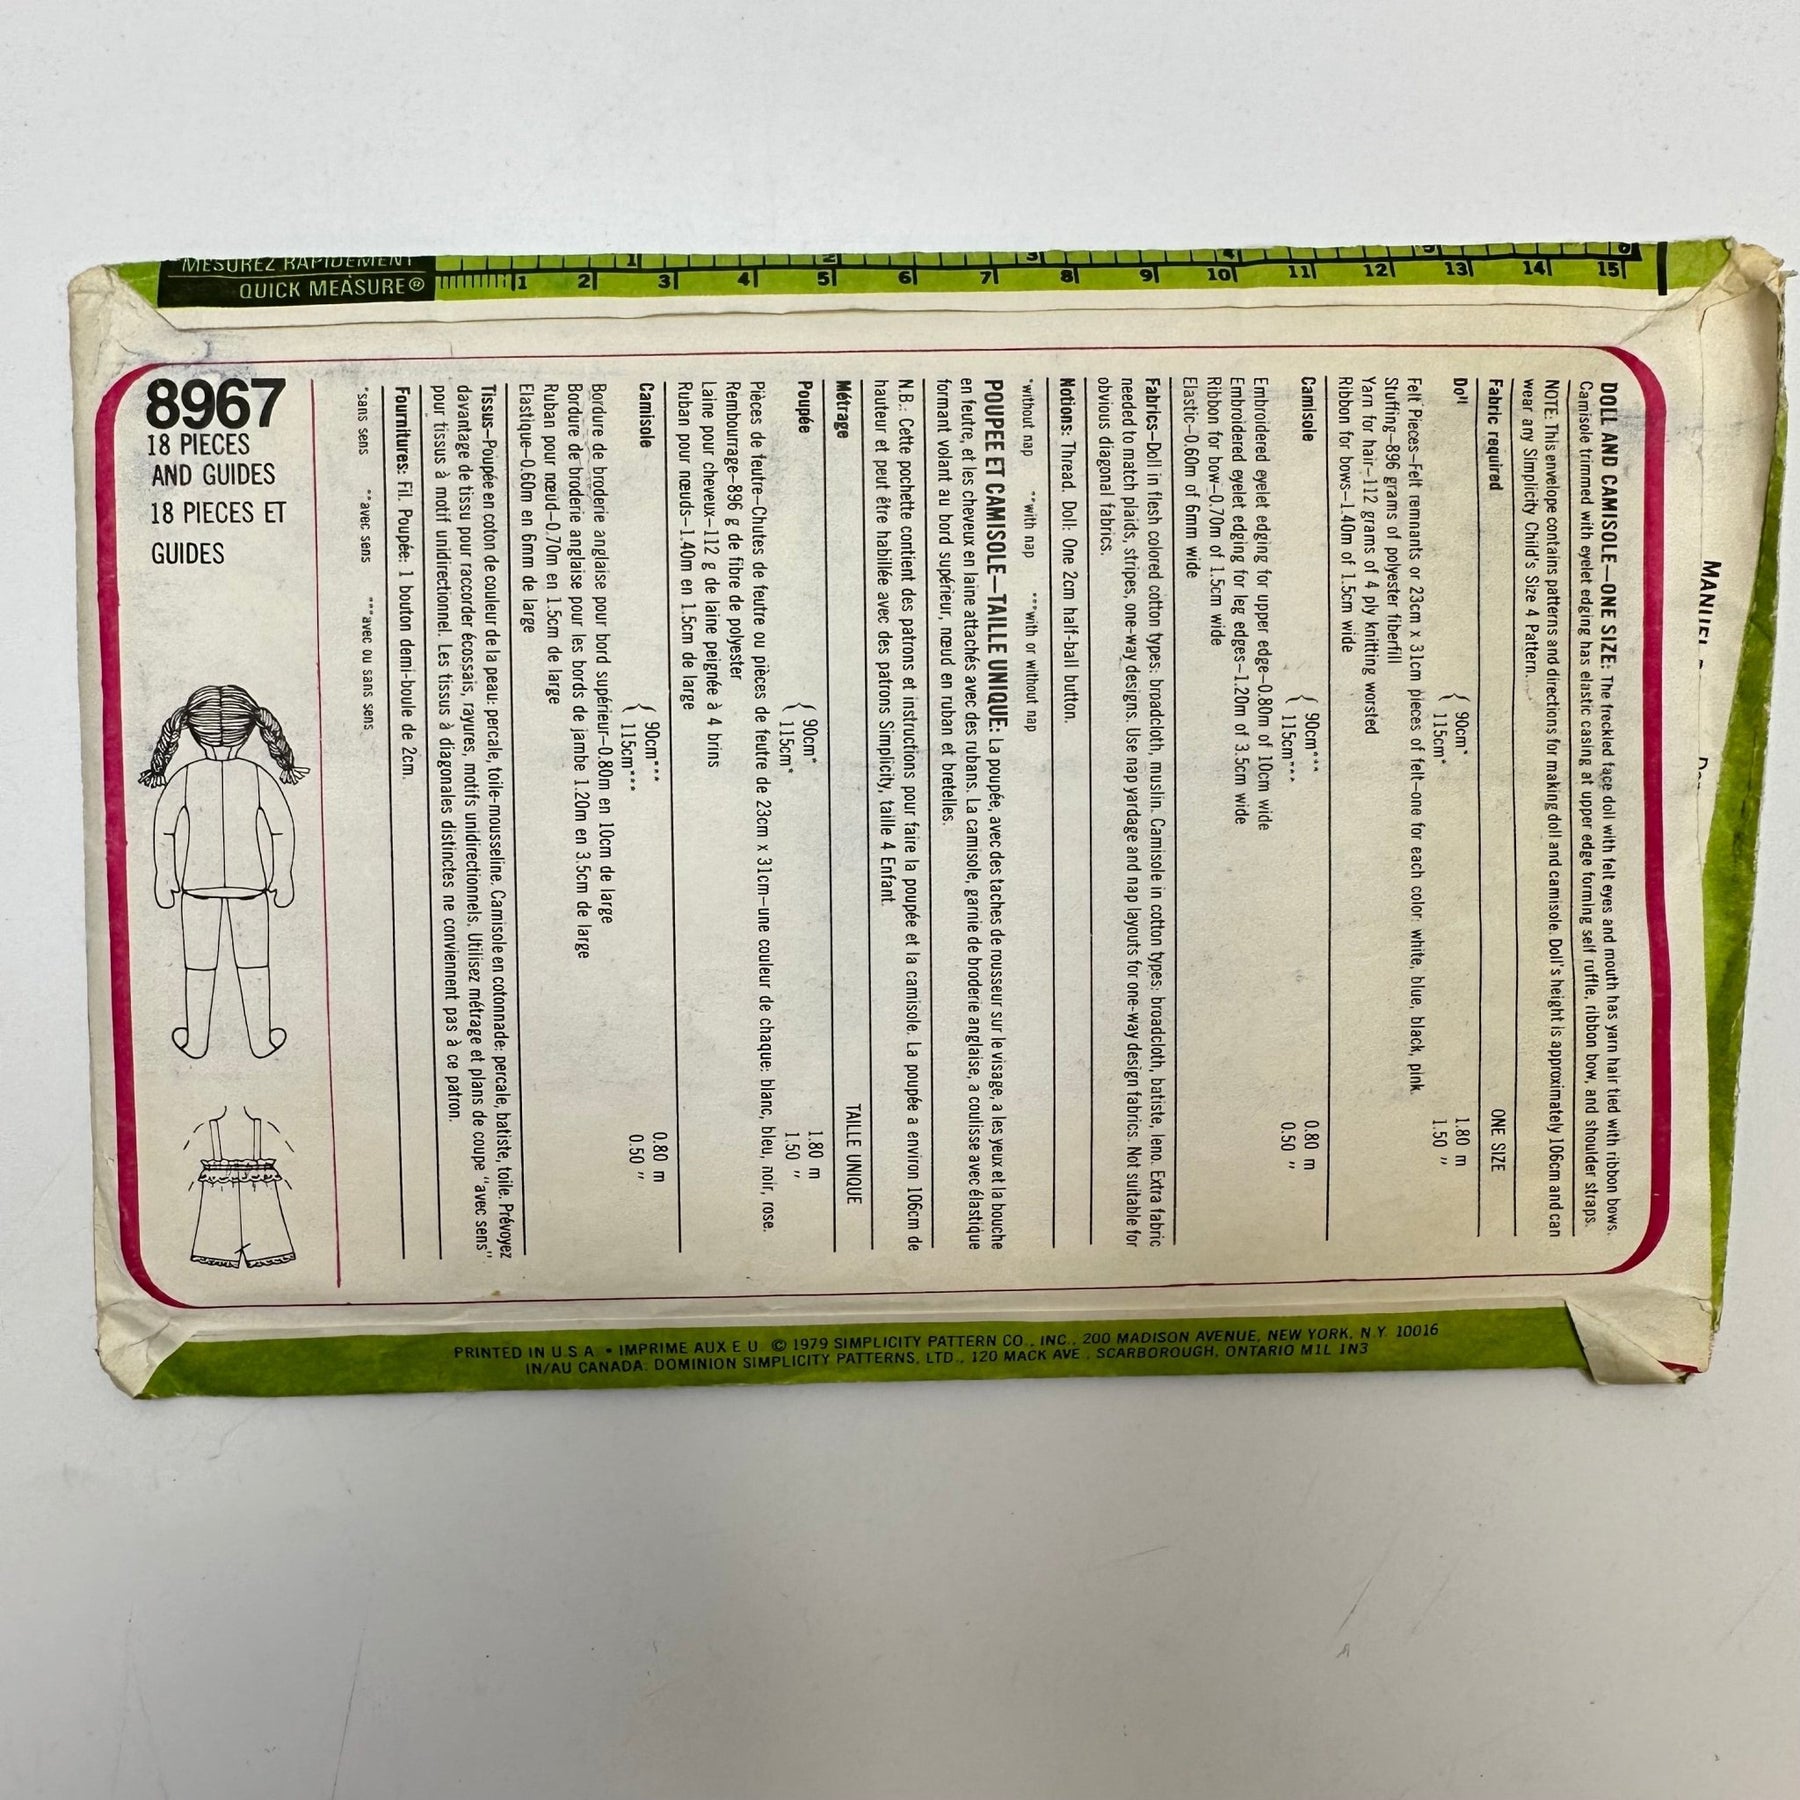 MESUREZ RAPIDEMENT
QUICK MEASURE®
1 2 3 4 5 6 7 8 9 10 11 12 13 14 15
1 2 3 4 5 6
8967
18 PIECES
AND GUIDES
18 PIECES ET
GUIDES
MANUEL
DOLL AND CAMISOLE—ONE SIZE: The freckled face doll with felt eyes and mouth has yarn hair tied with ribbon bows.
Camisole trimmed with eyelet edging has elastic casing at upper edge forming self ruffle, ribbon bow, and shoulder straps.
NOTE: This envelope contains patterns and directions for making doll and camisole. Doll's height is approximately 106cm and can
wear any Simplicity Child's Size 4 Pattern.
Fabric required ONE SIZE
Doll { 90cm* 1.80 m
115cm* 1.50 "
Felt Pieces—Felt remnants or 23cm x 31cm pieces of felt—one for each color: white, blue, black, pink.
Stuffing—896 grams of polyester fiberfill
Yarn for hair—112 grams of 4 ply knitting worsted
Ribbon for bows—1.40m of 1.5cm wide
Camisole { 90cm*** 0.80 m
115cm*** 0.50 "
Embroidered eyelet edging for upper edge—0.80m of 10cm wide
Embroidered eyelet edging for leg edges—1.20m of 3.5cm wide
Ribbon for bow—0.70m of 1.5cm wide
Elastic—0.60m of 6mm wide
Fabrics—Doll in flesh colored cotton types: broadcloth, muslin. Camisole in cotton types: broadcloth, batiste, leno. Extra fabric
needed to match plaids, stripes, one-way designs. Use nap yardage and nap layouts for one-way design fabrics. Not suitable for
obvious diagonal fabrics.
Notions: Thread. Doll: One 2cm half-ball button.
*without nap **with nap ***with or without nap
POUPEE ET CAMISOLE—TAILLE UNIQUE: La poupée, avec des taches de rousseur sur le visage, a les yeux et la bouche
en feutre, et les cheveux en laine attachés avec des rubans. La camisole, garnie de broderie anglaise, a coulisse avec élastique
formant volant au bord supérieur, nœud en ruban et bretelles.
N.B.: Cette pochette contient des patrons et instructions pour faire la poupée et la camisole. La poupée a environ 106cm de
hauteur et peut être habillée avec des patrons Simplicity, taille 4 Enfant.
Métrage TAILLE UNIQUE
Poupée { 90cm* 1.80 m
115cm* 1.50 "
Pièces de feutre—Chutes de feutre ou pièces de feutre de 23cm x 31cm—une couleur de chaque: blanc, bleu, noir, rose.
Rembourrage—896 g de fibre de polyester
Laine pour cheveux—112 g de laine peignée à 4 brins
Ruban pour nœuds—1.40m en 1.5cm de large
Camisole { 90cm*** 0.80 m
115cm*** 0.50 "
Bordure de broderie anglaise pour bord supérieur—0.80m en 10cm de large
Bordure de broderie anglaise pour les bords de jambe 1.20m en 3.5cm de large
Ruban pour nœud—0.70m en 1.5cm de large
Elastique—0.60m en 6mm de large
Tissus—Poupée en coton de couleur de la peau: percale, toile-mousseline. Camisole en cotonnade: percale, batiste, toile. Prévoyez
davantage de tissu pour raccorder écossais, rayures, motifs unidirectionnels. Utilisez métrage et plans de coupe "avec sens"
pour tissus à motif unidirectionnel. Les tissus à diagonales distinctes ne conviennent pas à ce patron.
Fournitures: Fil. Poupée: 1 bouton demi-boule de 2cm.
*sans sens **avec sens ***avec ou sans sens
PRINTED IN U.S.A. • IMPRIME AUX E.U. © 1979 SIMPLICITY PATTERN CO., INC., 200 MADISON AVENUE, NEW YORK, N.Y. 10016
IN/AU CANADA: DOMINION SIMPLICITY PATTERNS, LTD., 120 MACK AVE., SCARBOROUGH, ONTARIO M1L 1N3